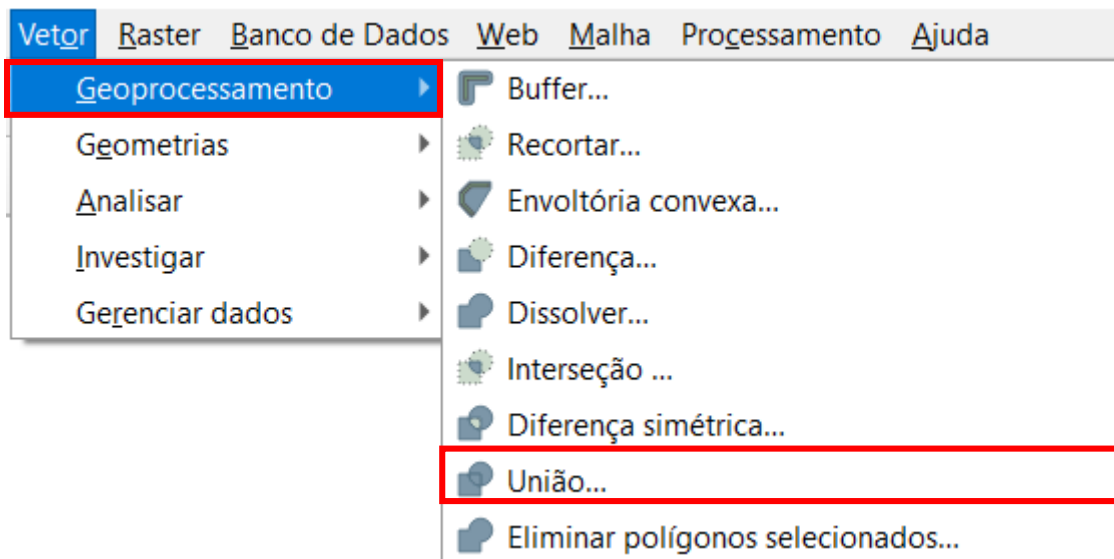 Vetor Raster Banco de Dados Web Malha Processamento Ajuda
Geoprocessamento
Geometrias
Analisar
Investigar
Gerenciar dados
Buffer...
Recortar...
Envoltória convexa...
Diferença...
Dissolver...
Interseção ...
Diferença simétrica...
União...
Eliminar polígonos selecionados...